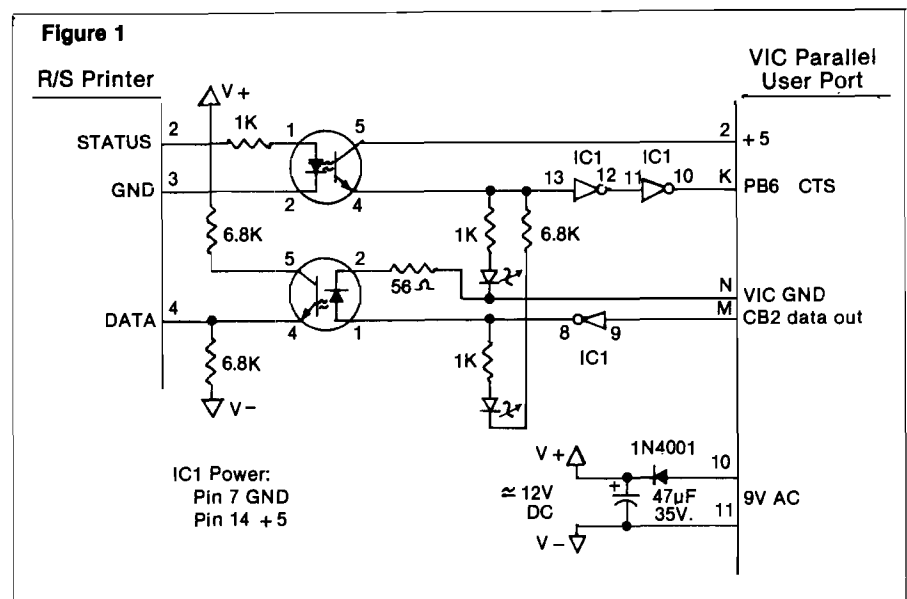 Figure 1
R/S Printer
VIC Parallel
User Port
V+
STATUS 2
1K
1
5
2 +5
IC1
IC1
GND 3
2
4
13
12
11
10
K
PB6 CTS
6.8K
1K
6.8K
5
2
56 Ω
N
VIC GND
DATA 4
4
1
8
9
M
CB2 data out
IC1
6.8K
1K
V-
V+
1N4001
10
IC1 Power:
Pin 7 GND
Pin 14 +5
≃ 12V
DC
+
47µF
35V.
9V AC
11
V-